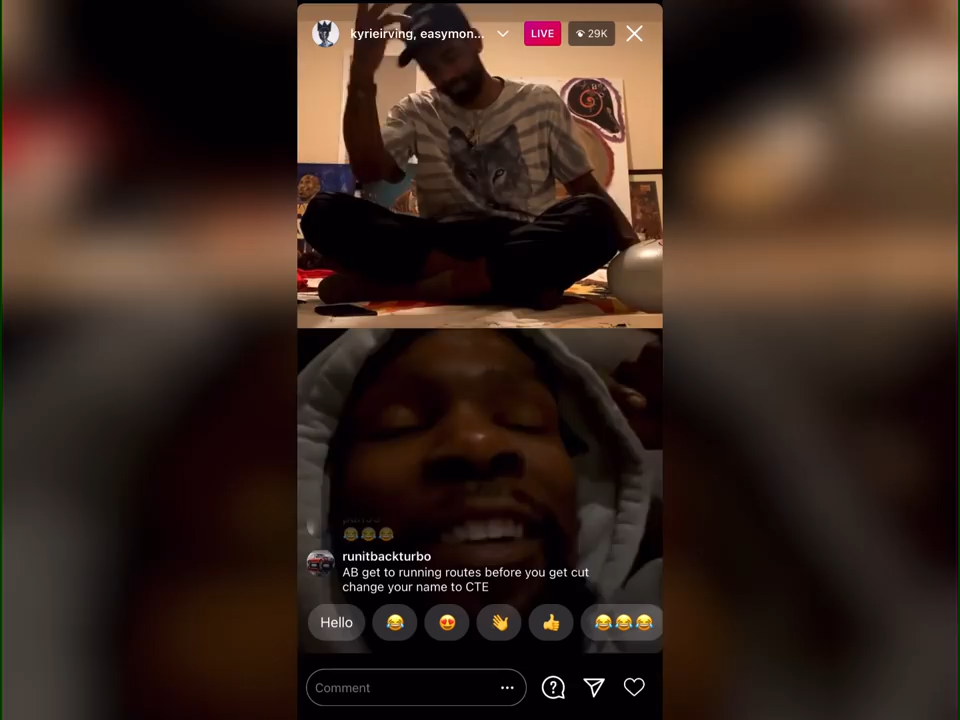 kyrieirving, easymon...
LIVE
29K
😂😂😂
runitbackturbo
AB get to running routes before you get cut
change your name to CTE
Hello
😂
😍
👋
👍
😂😂😂
Comment